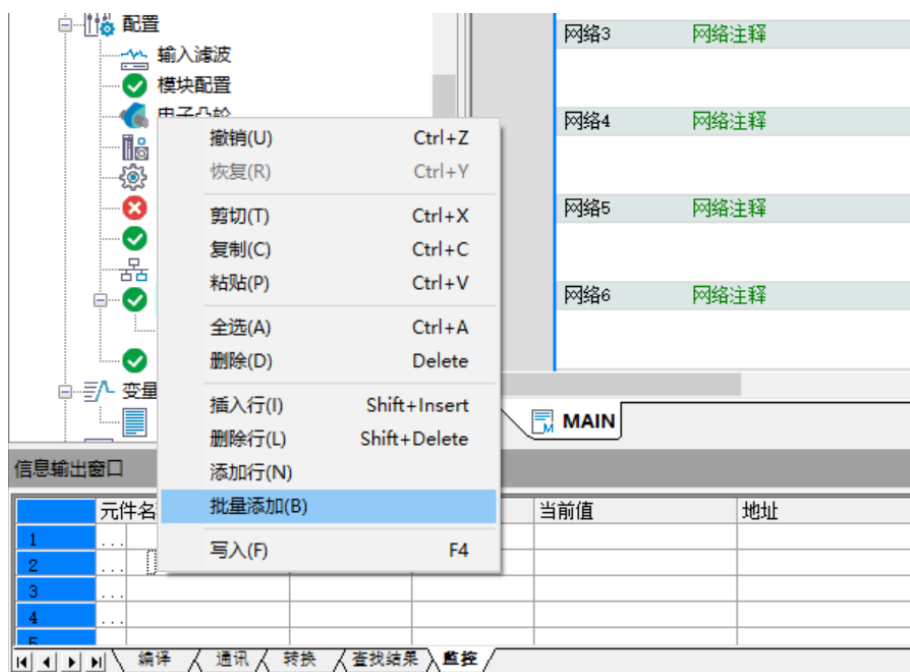 配置
输入滤波
模块配置
电子凸轮
变量
网络3 网络注释
网络4 网络注释
网络5 网络注释
网络6 网络注释
撤销(U) Ctrl+Z
恢复(R) Ctrl+Y
剪切(T) Ctrl+X
复制(C) Ctrl+C
粘贴(P) Ctrl+V
全选(A) Ctrl+A
删除(D) Delete
插入行(I) Shift+Insert
删除行(L) Shift+Delete
添加行(N)
批量添加(B)
写入(F) F4
MAIN
信息输出窗口
元件名 当前值 地址
1 ...
2 ...
3 ...
4 ...
5
编译 通讯 转换 查找结果 监控